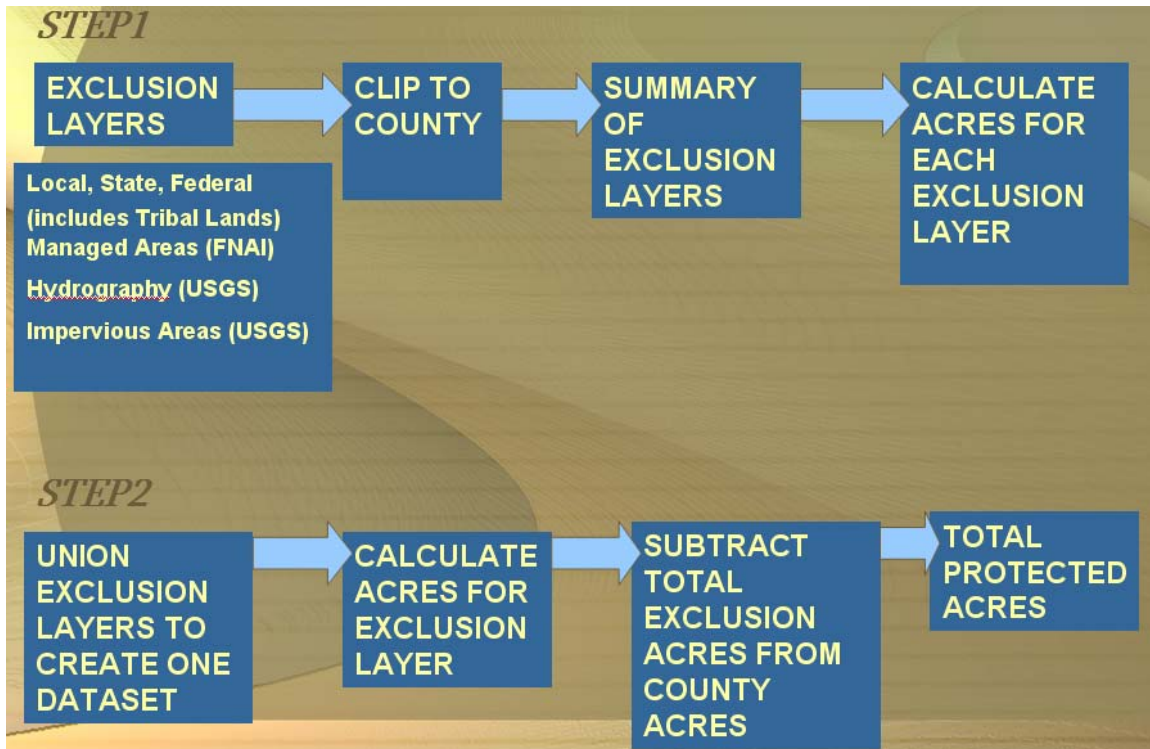 STEP1
EXCLUSION
LAYERS
CLIP TO
COUNTY
SUMMARY
OF
EXCLUSION
LAYERS
CALCULATE
ACRES FOR
EACH
EXCLUSION
LAYER
Local, State, Federal
(includes Tribal Lands)
Managed Areas (FNAI)
Hydrography (USGS)
Impervious Areas (USGS)
STEP2
UNION
EXCLUSION
LAYERS TO
CREATE ONE
DATASET
CALCULATE
ACRES FOR
EXCLUSION
LAYER
SUBTRACT
TOTAL
EXCLUSION
ACRES FROM
COUNTY
ACRES
TOTAL
PROTECTED
ACRES